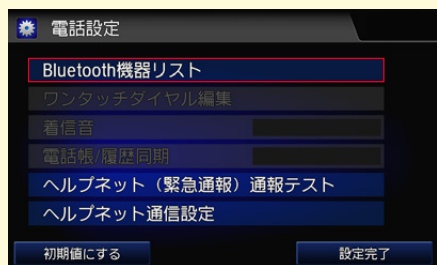 電話設定
Bluetooth機器リスト
ワンタッチダイヤル編集
着信音
電話帳/履歴同期
ヘルプネット（緊急通報）通報テスト
ヘルプネット通信設定
初期値にする
設定完了